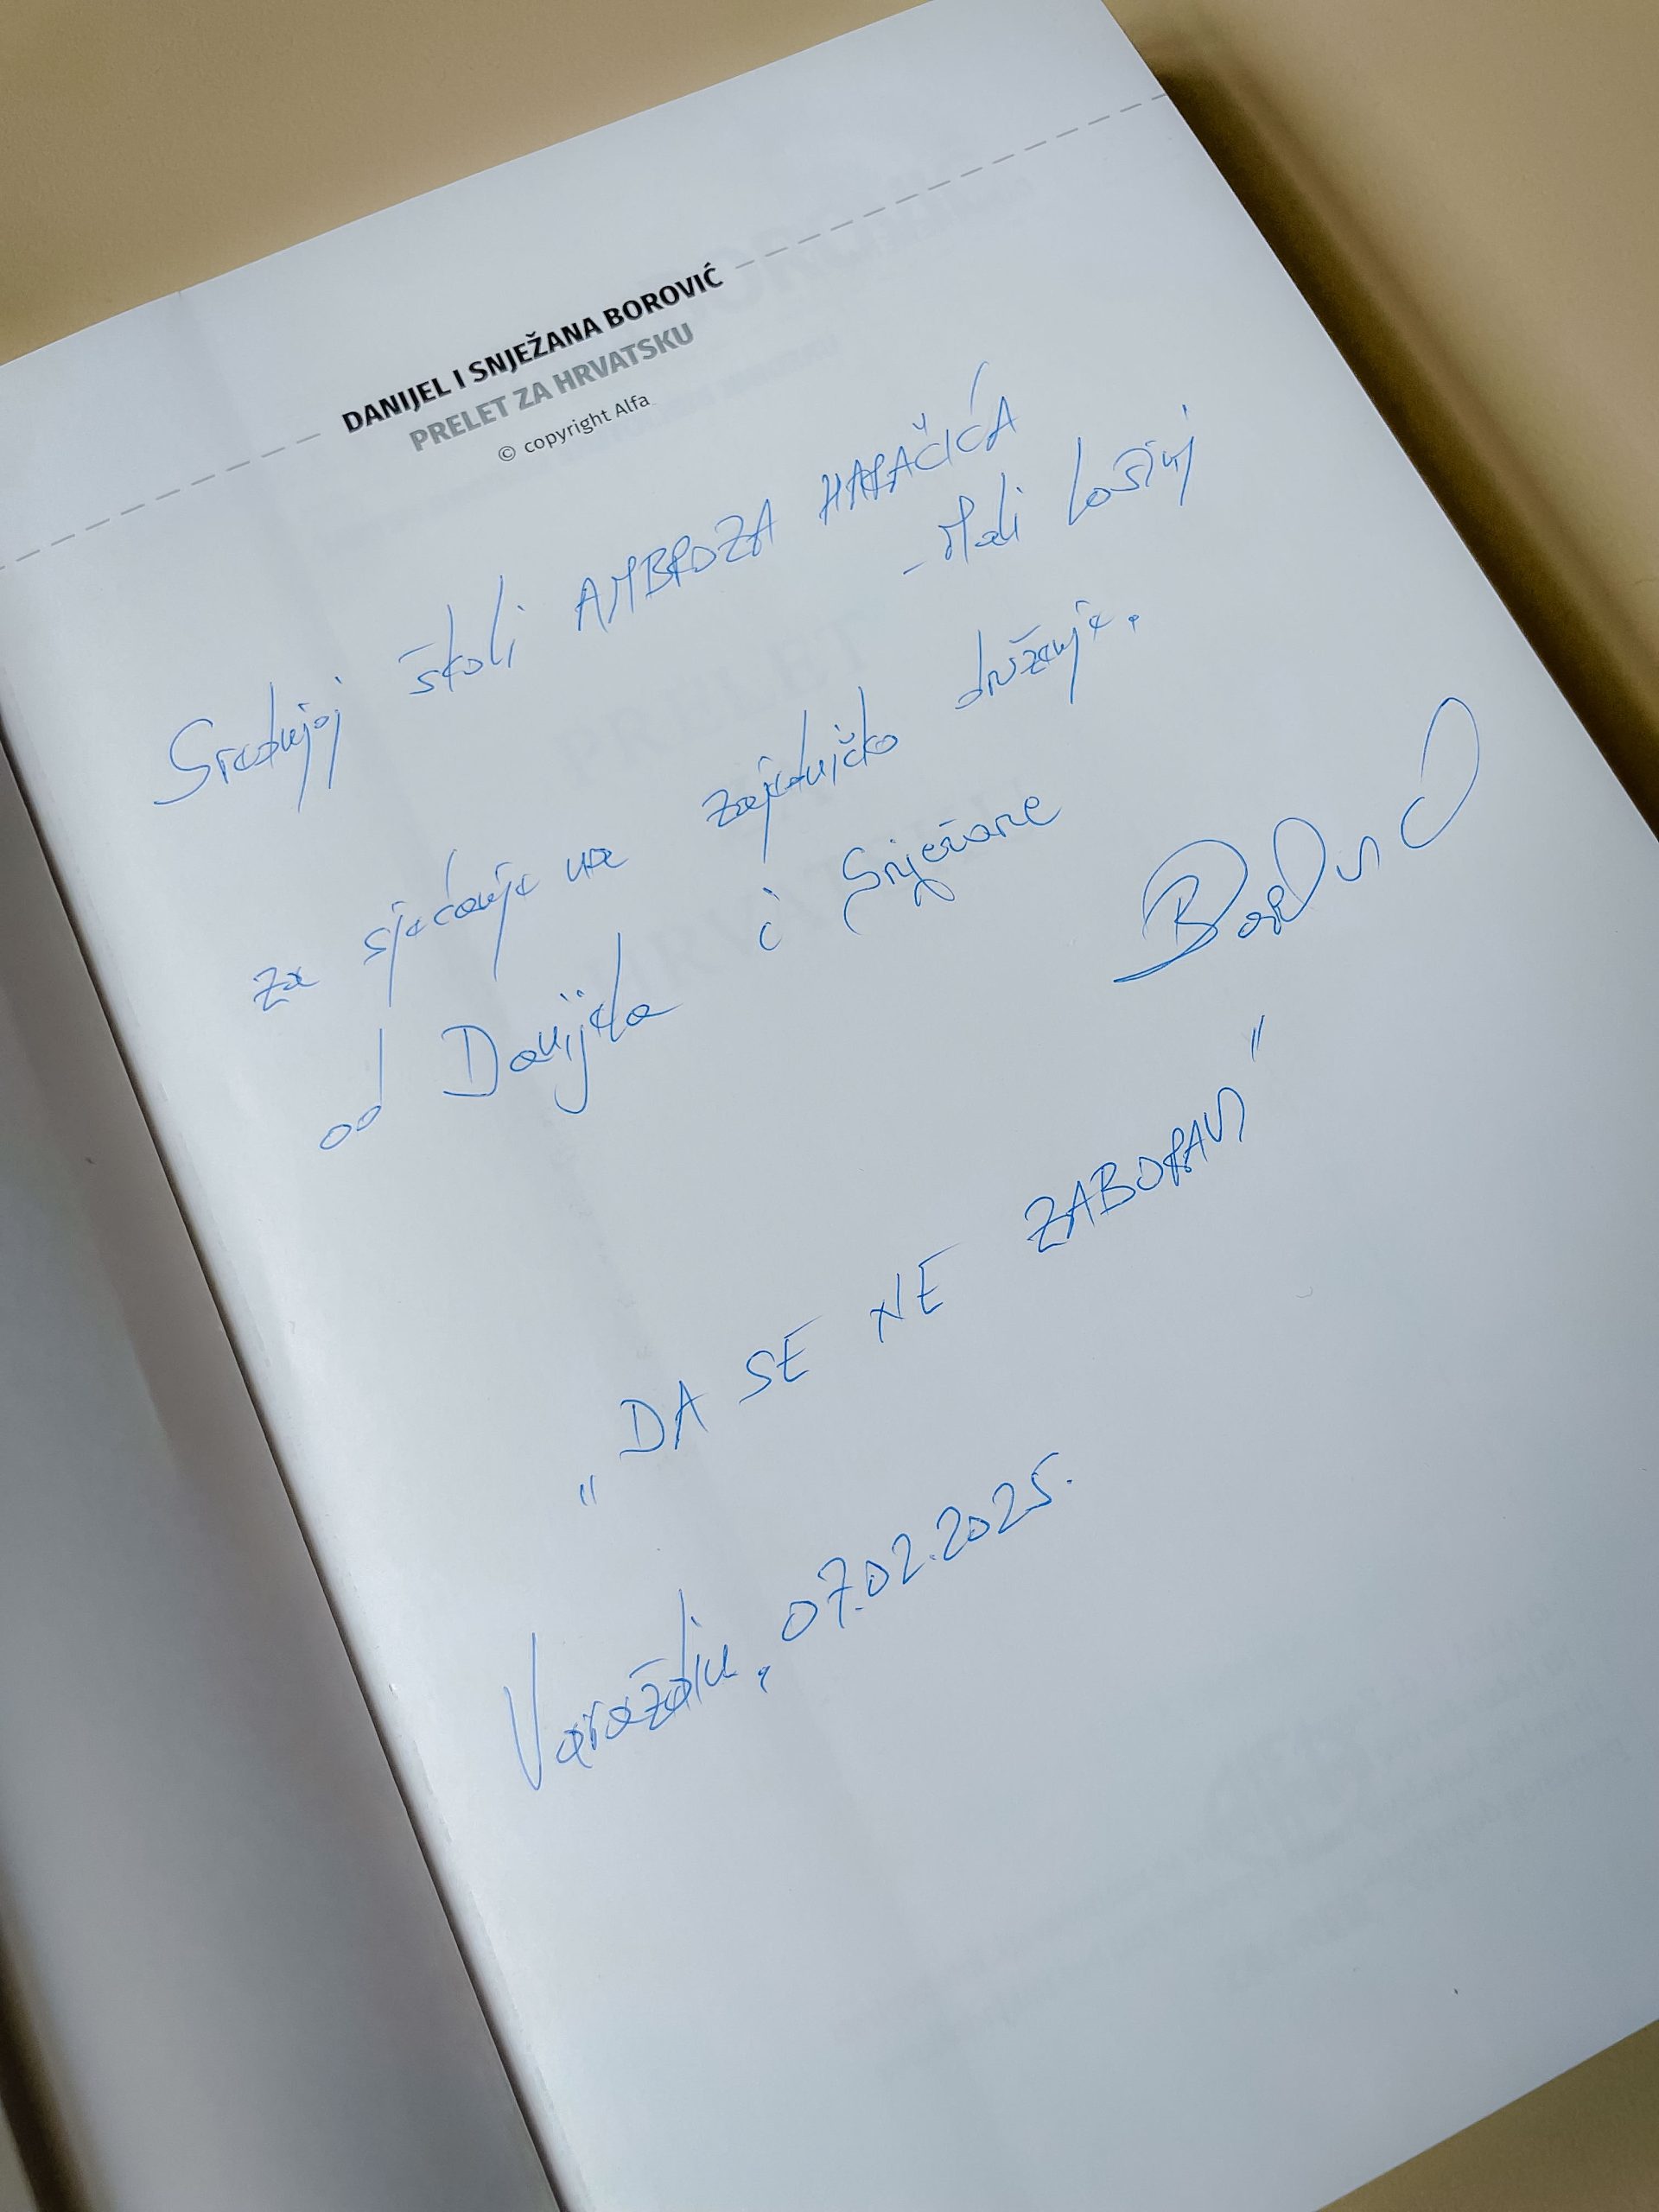 DANIJEL I SNJEŽANA BOROVIĆ
PRELET ZA HRVATSKU
© copyright Alfa
Srednjoj školi AMBROZA HARAČIĆA
- Mali Lošinj
za sjećanje na zajedničko druženje.
od Danijela i Snježane
Borović
„DA SE NE ZABORAVI"
Varaždin, 07.02.2025.